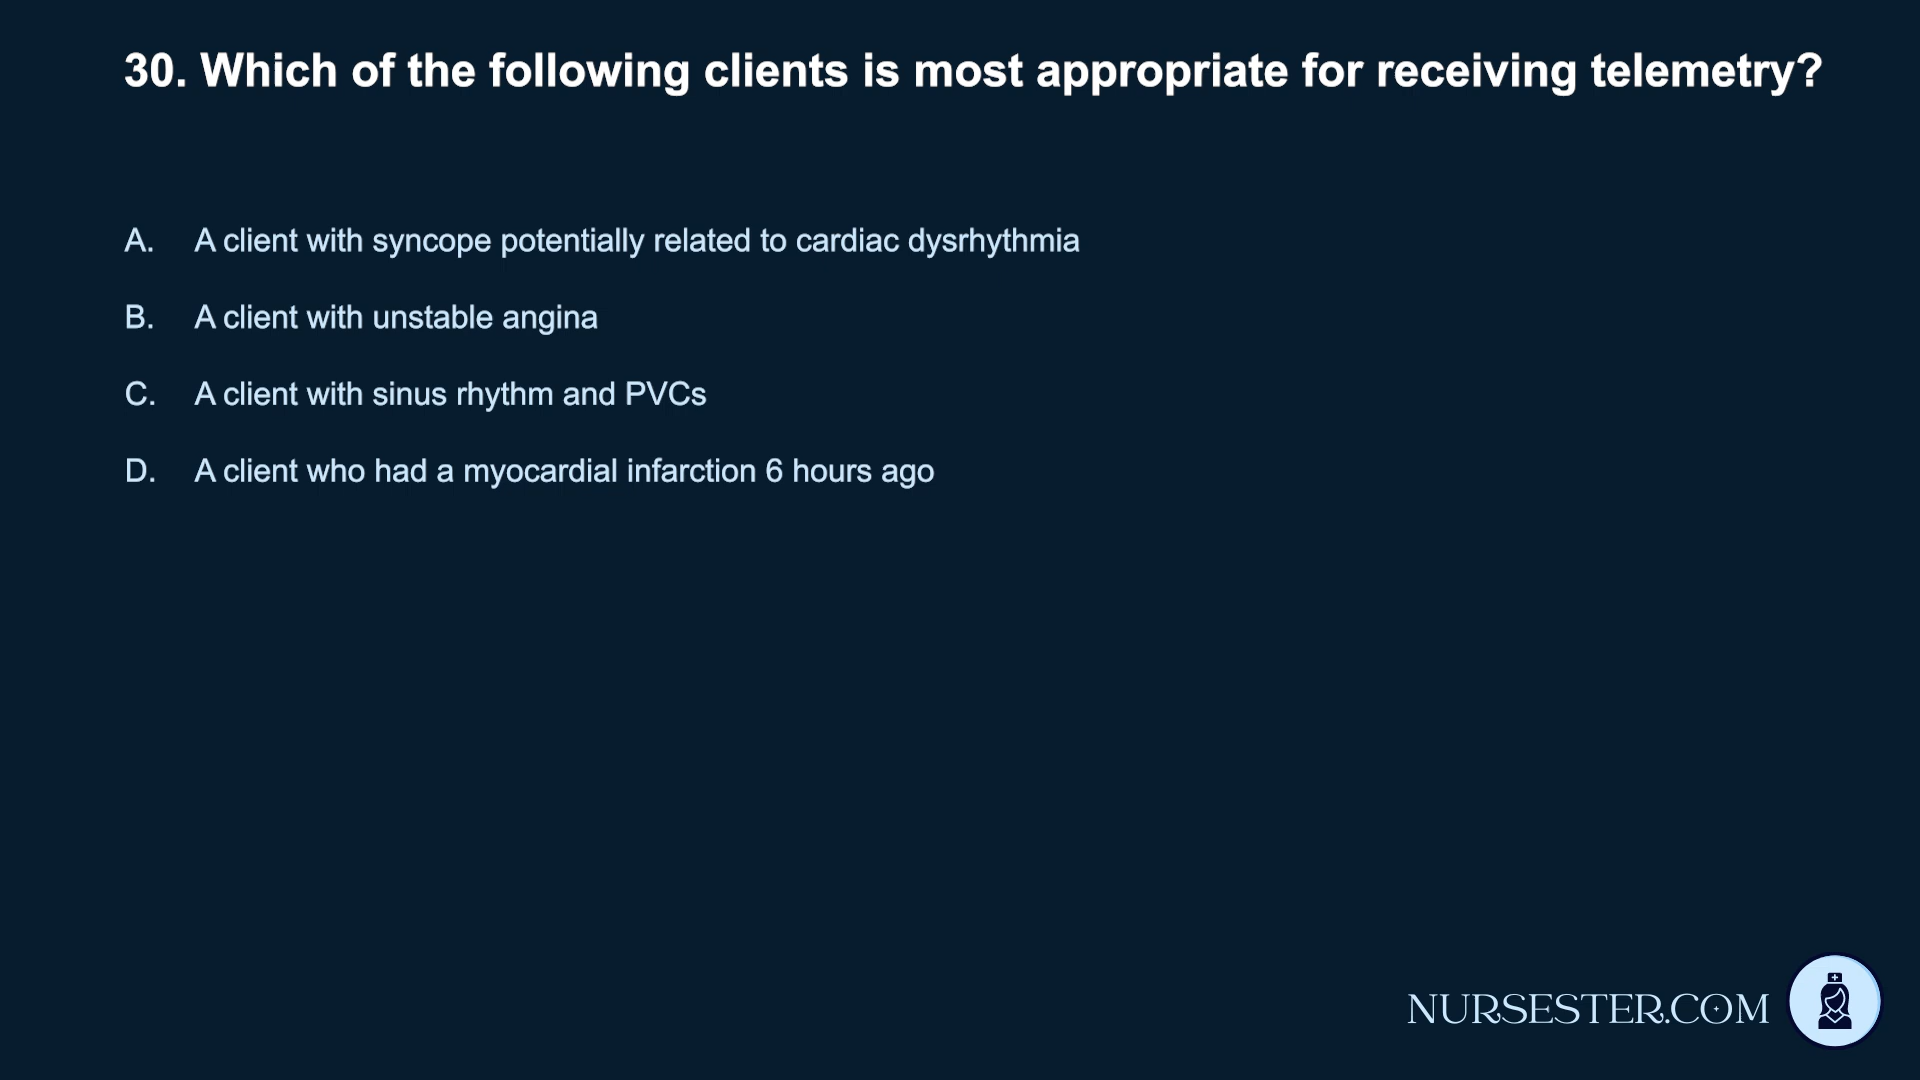 30. Which of the following clients is most appropriate for receiving telemetry?
A. A client with syncope potentially related to cardiac dysrhythmia
B. A client with unstable angina
C. A client with sinus rhythm and PVCs
D. A client who had a myocardial infarction 6 hours ago
NURSESTER.COM